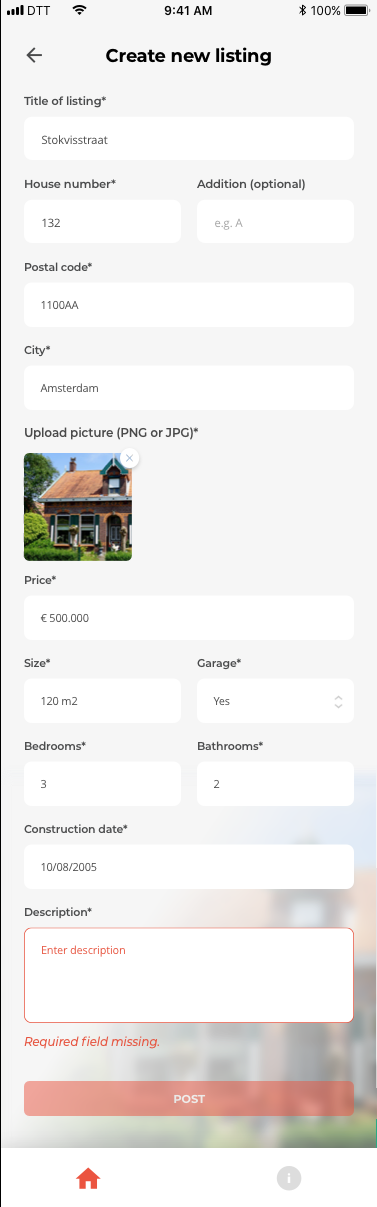 DTT 9:41 AM 100%
Create new listing
Title of listing*
Stokvisstraat
House number* Addition (optional)
132 e.g. A
Postal code*
1100AA
City*
Amsterdam
Upload picture (PNG or JPG)*
Price*
€ 500.000
Size* Garage*
120 m2 Yes
Bedrooms* Bathrooms*
3 2
Construction date*
10/08/2005
Description*
Enter description
Required field missing.
POST